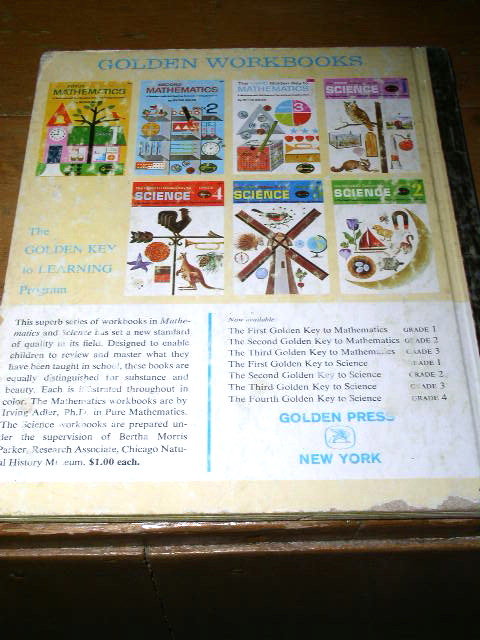 GOLDEN WORKBOOKS
MATHEMATICS
MATHEMATICS
MATHEMATICS
SCIENCE 1
2
3
SCIENCE 4
SCIENCE
SCIENCE 2
The
GOLDEN KEY
to LEARNING
Program
This superb series of workbooks in Mathe-
matics and Science has set a new standard
of quality in its field. Designed to enable
children to review and master what they
have been taught in school, these books are
equally distinguished for substance and
beauty. Each is illustrated throughout in
color. The Mathematics workbooks are by
Irving Adler, Ph.D. in Pure Mathematics.
The Science workbooks are prepared un-
der the supervision of Bertha Morris
Parker, Research Associate, Chicago Natu-
al History Museum. $1.00 each.
Now available
The First Golden Key to Mathematics GRADE 1
The Second Golden Key to Mathematics GRADE 2
The Third Golden Key to Mathematics GRADE 3
The First Golden Key to Science GRADE 1
The Second Golden Key to Science GRADE 2
The Third Golden Key to Science GRADE 3
The Fourth Golden Key to Science GRADE 4
GOLDEN PRESS
NEW YORK